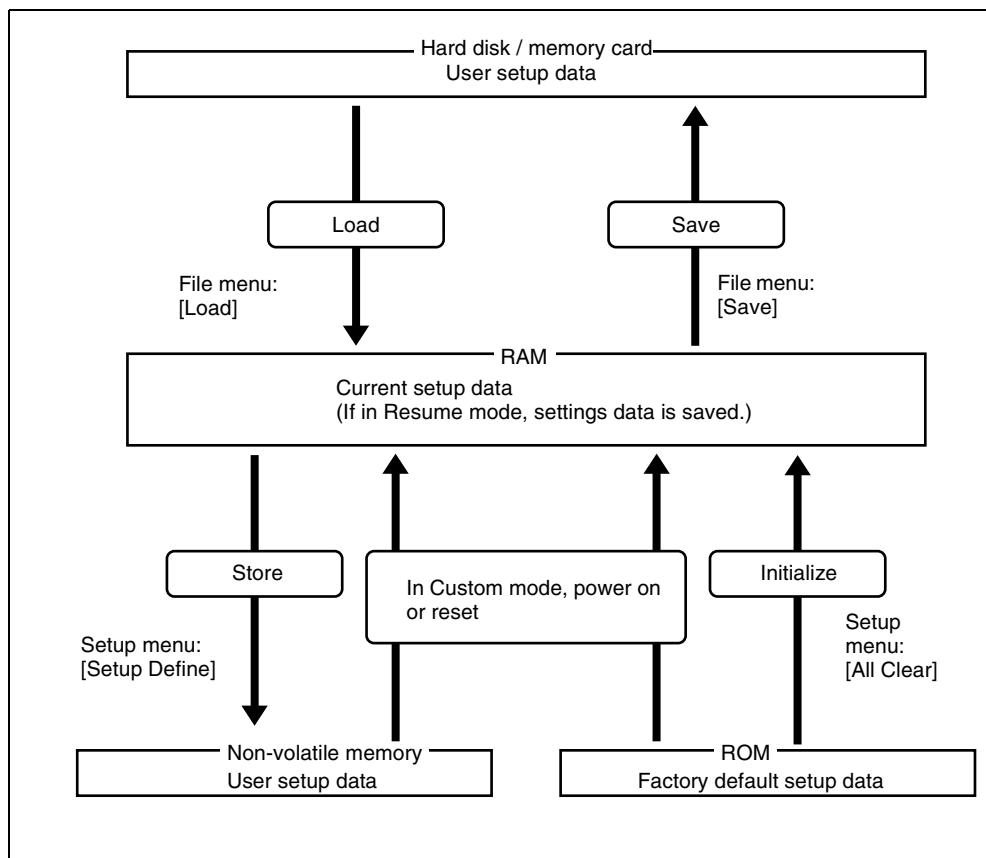 Hard disk / memory card
User setup data
Load
Save
File menu:
[Load]
File menu:
[Save]
RAM
Current setup data
(If in Resume mode, settings data is saved.)
Store
In Custom mode, power on
or reset
Initialize
Setup menu:
[Setup Define]
Setup
menu:
[All Clear]
Non-volatile memory
User setup data
ROM
Factory default setup data